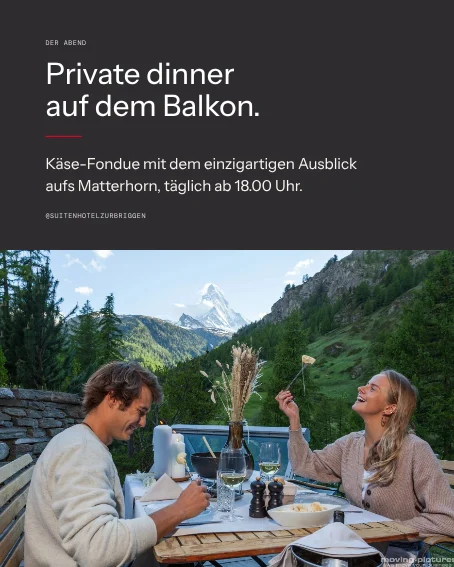 DER ABEND
Private dinner
auf dem Balkon.
Käse-Fondue mit dem einzigartigen Ausblick
aufs Matterhorn, täglich ab 18.00 Uhr.
@SUITENHOTELZURBRIGGEN
moving-pictures